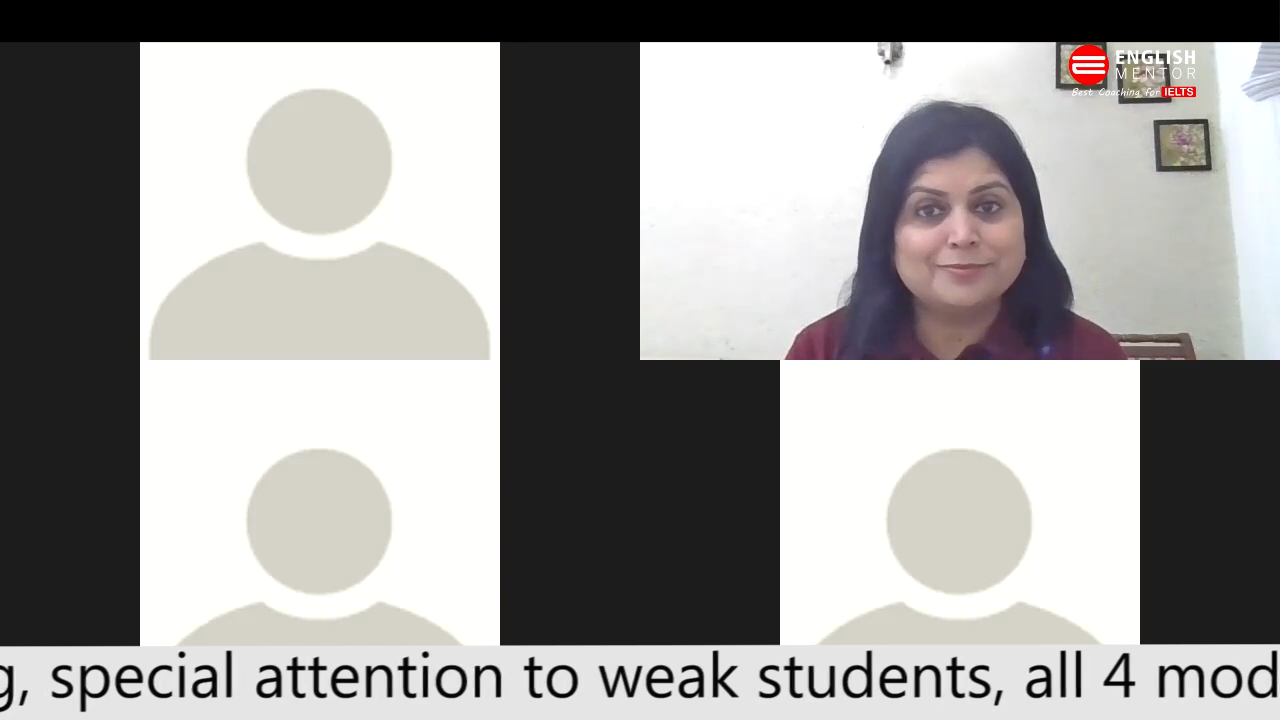 ENGLISH
MENTOR
Best Coaching for IELTS
g, special attention to weak students, all 4 mod